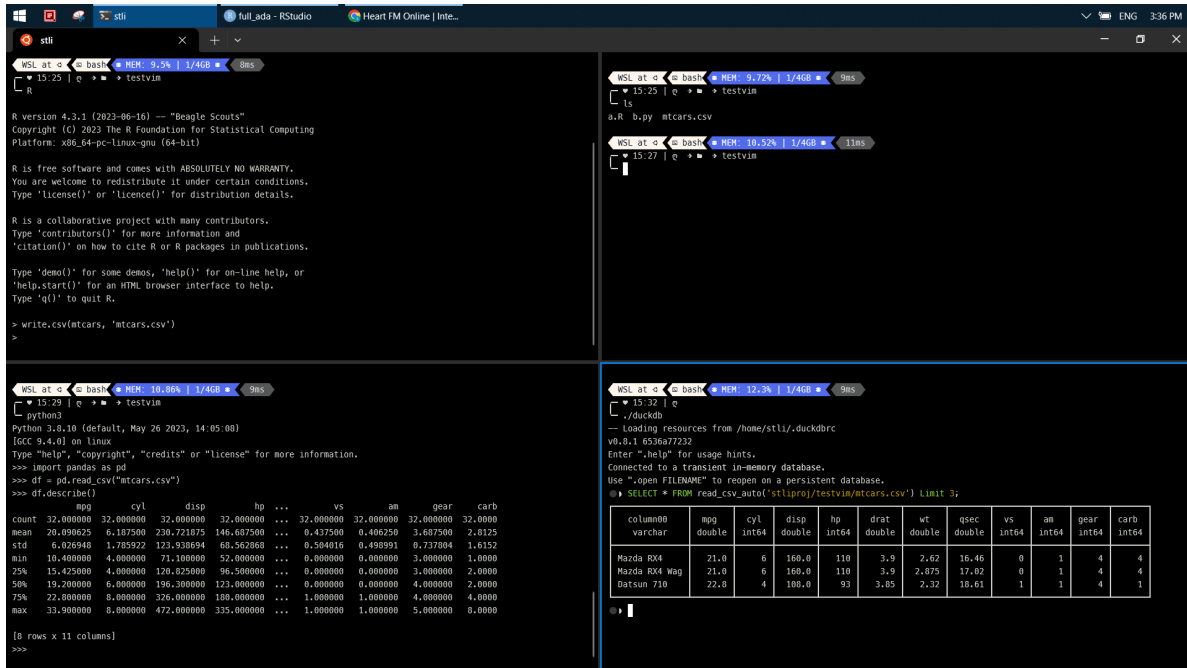 stli
full_ada - RStudio
Heart FM Online | Inte...
ENG 3:36 PM
stli
WSL at bash MEM: 9.5% | 1/4GB 8ms
15:25 | testvim
R
R version 4.3.1 (2023-06-16) -- "Beagle Scouts"
Copyright (C) 2023 The R Foundation for Statistical Computing
Platform: x86_64-pc-linux-gnu (64-bit)
R is free software and comes with ABSOLUTELY NO WARRANTY.
You are welcome to redistribute it under certain conditions.
Type 'license()' or 'licence()' for distribution details.
R is a collaborative project with many contributors.
Type 'contributors()' for more information and
'citation()' on how to cite R or R packages in publications.
Type 'demo()' for some demos, 'help()' for on-line help, or
'help.start()' for an HTML browser interface to help.
Type 'q()' to quit R.
> write.csv(mtcars, 'mtcars.csv')
>
WSL at bash MEM: 9.72% | 1/4GB 9ms
15:25 | testvim
ls
a.R b.py mtcars.csv
WSL at bash MEM: 10.52% | 1/4GB 11ms
15:27 | testvim
WSL at bash MEM: 10.86% | 1/4GB 9ms
15:29 | testvim
python3
Python 3.8.10 (default, May 26 2023, 14:05:08)
[GCC 9.4.0] on linux
Type "help", "copyright", "credits" or "license" for more information.
>>> import pandas as pd
>>> df = pd.read_csv("mtcars.csv")
>>> df.describe()
mpg cyl disp hp ... vs am gear carb
count 32.000000 32.000000 32.000000 32.000000 ... 32.000000 32.000000 32.000000 32.0000
mean 20.090625 6.187500 230.721875 146.687500 ... 0.437500 0.406250 3.687500 2.8125
std 6.026948 1.785922 123.938694 68.562868 ... 0.504016 0.498991 0.737804 1.6152
min 10.400000 4.000000 71.100000 52.000000 ... 0.000000 0.000000 3.000000 1.0000
25% 15.425000 4.000000 120.825000 96.500000 ... 0.000000 0.000000 3.000000 2.0000
50% 19.200000 6.000000 196.300000 123.000000 ... 0.000000 0.000000 4.000000 2.0000
75% 22.800000 8.000000 326.000000 180.000000 ... 1.000000 1.000000 4.000000 4.0000
max 33.900000 8.000000 472.000000 335.000000 ... 1.000000 1.000000 5.000000 8.0000
[8 rows x 11 columns]
>>>
WSL at bash MEM: 12.3% | 1/4GB 9ms
15:32 |
./duckdb
-- Loading resources from /home/stli/.duckdbrc
v0.8.1 6536a77232
Enter ".help" for usage hints.
Connected to a transient in-memory database.
Use ".open FILENAME" to reopen on a persistent database.
SELECT * FROM read_csv_auto('stliproj/testvim/mtcars.csv') Limit 3;
column00 mpg cyl disp hp drat wt qsec vs am gear carb
varchar double int64 double int64 double double double int64 int64 int64 int64
Mazda RX4 21.0 6 160.0 110 3.9 2.62 16.46 0 1 4 4
Mazda RX4 Wag 21.0 6 160.0 110 3.9 2.875 17.02 0 1 4 4
Datsun 710 22.8 4 108.0 93 3.85 2.32 18.61 1 1 4 1